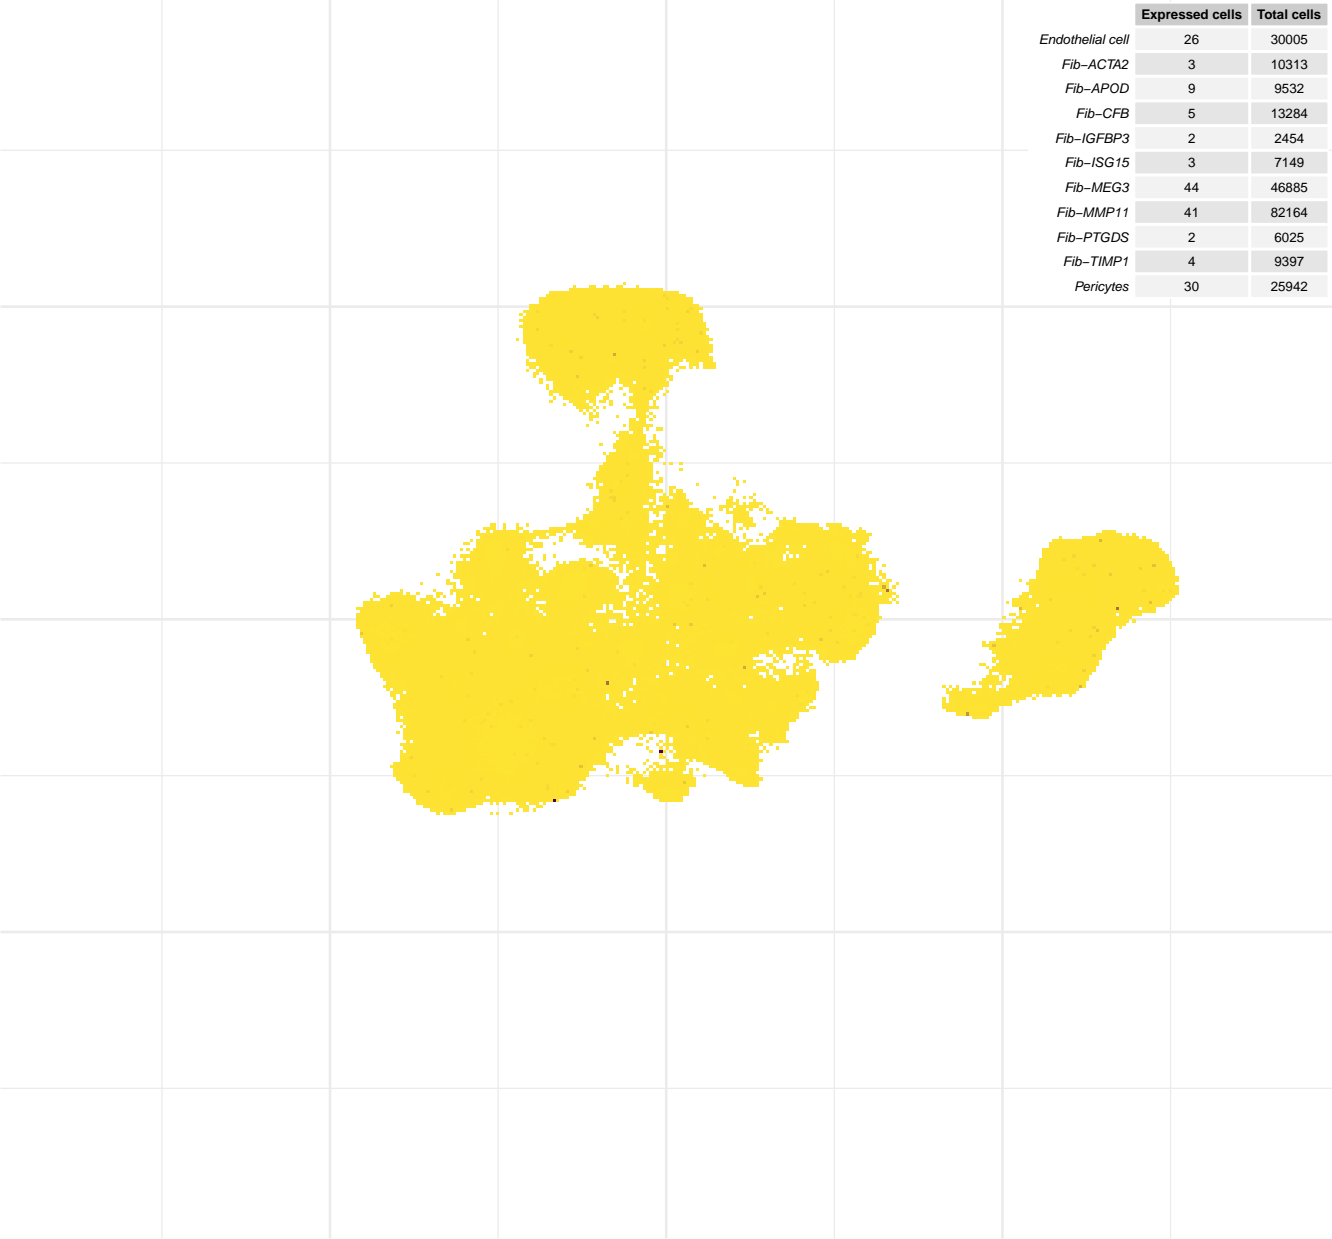 Expressed cells Total cells
Endothelial cell 26 30005
Fib−ACTA2 3 10313
Fib−APOD 9 9532
Fib−CFB 5 13284
Fib−IGFBP3 2 2454
Fib−ISG15 3 7149
Fib−MEG3 44 46885
Fib−MMP11 41 82164
Fib−PTGDS 2 6025
Fib−TIMP1 4 9397
Pericytes 30 25942